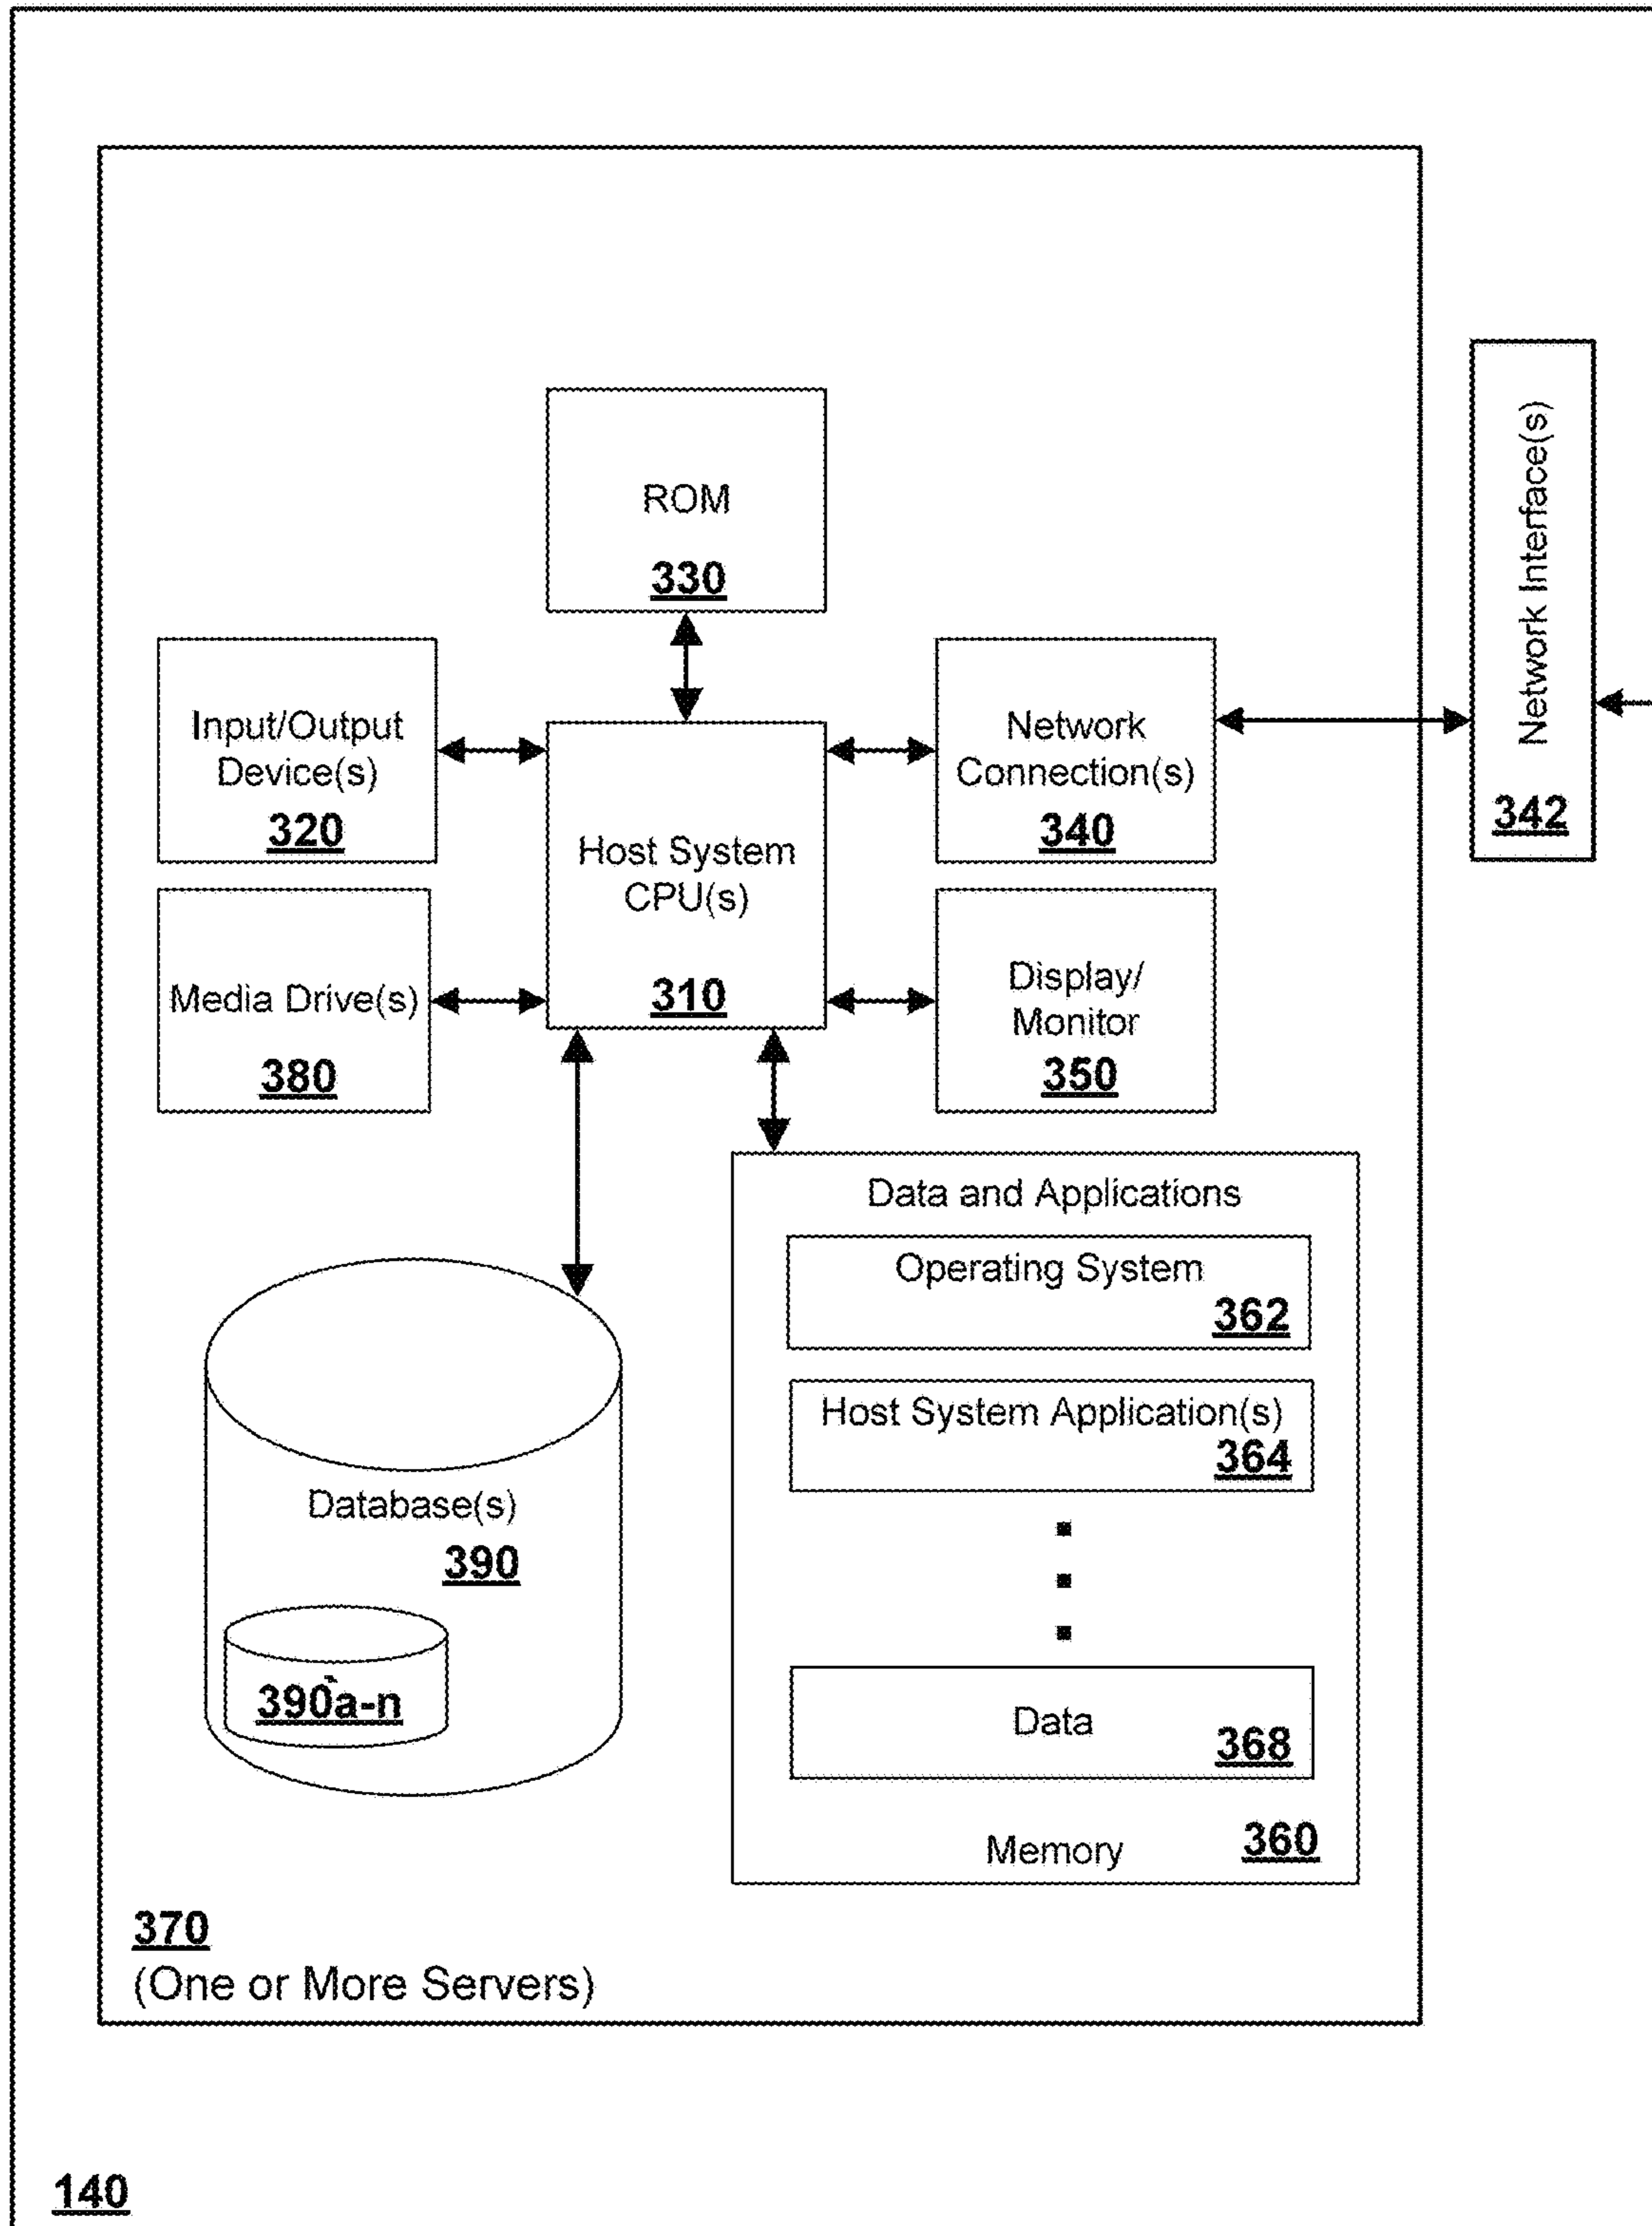 ROM
330
Input/Output
Device(s)
320
Host System
CPU(s)
310
Network
Connection(s)
340
Network Interface(s)
342
Media Drive(s)
380
Display/
Monitor
350
Data and Applications
Operating System
362
Host System Application(s)
364
Data
368
Memory
360
Database(s)
390
390a-n
370
(One or More Servers)
140